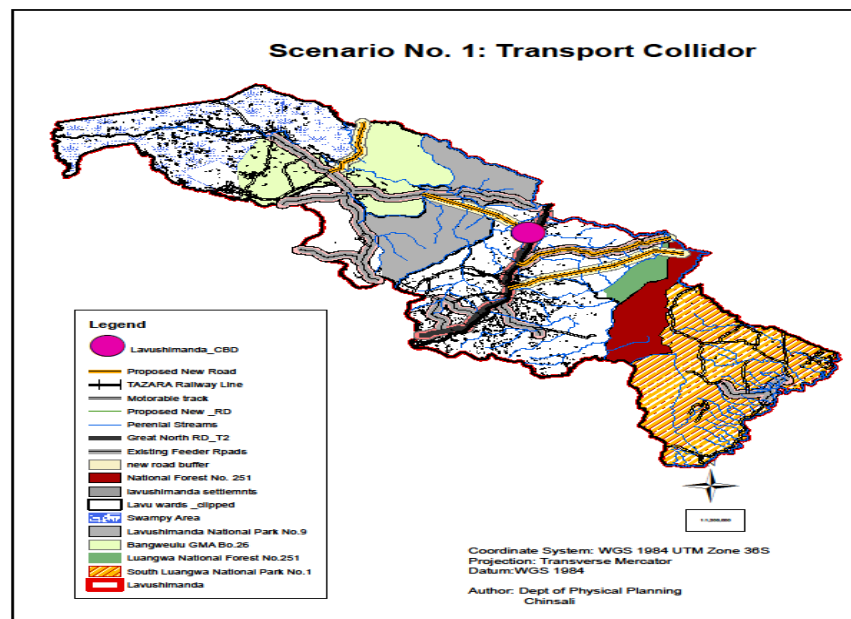 Scenario No. 1: Transport Collidor
Legend
Lavushimanda_CBD
Proposed New Road
TAZARA Railway Line
Motorable track
Proposed New _RD
Perenial Streams
Great North RD_T2
Existing Feeder Rpads
new road buffer
National Forest No. 251
lavushimanda settlemnts
Lavu wards _clipped
Swampy Area
Lavushimanda National Park No.9
Bangweulu GMA Bo.26
Luangwa National Forest No.251
South Luangwa National Park No.1
Lavushimanda
Coordinate System: WGS 1984 UTM Zone 36S
Projection: Transverse Mercator
Datum:WGS 1984
Author: Dept of Physical Planning
Chinsali